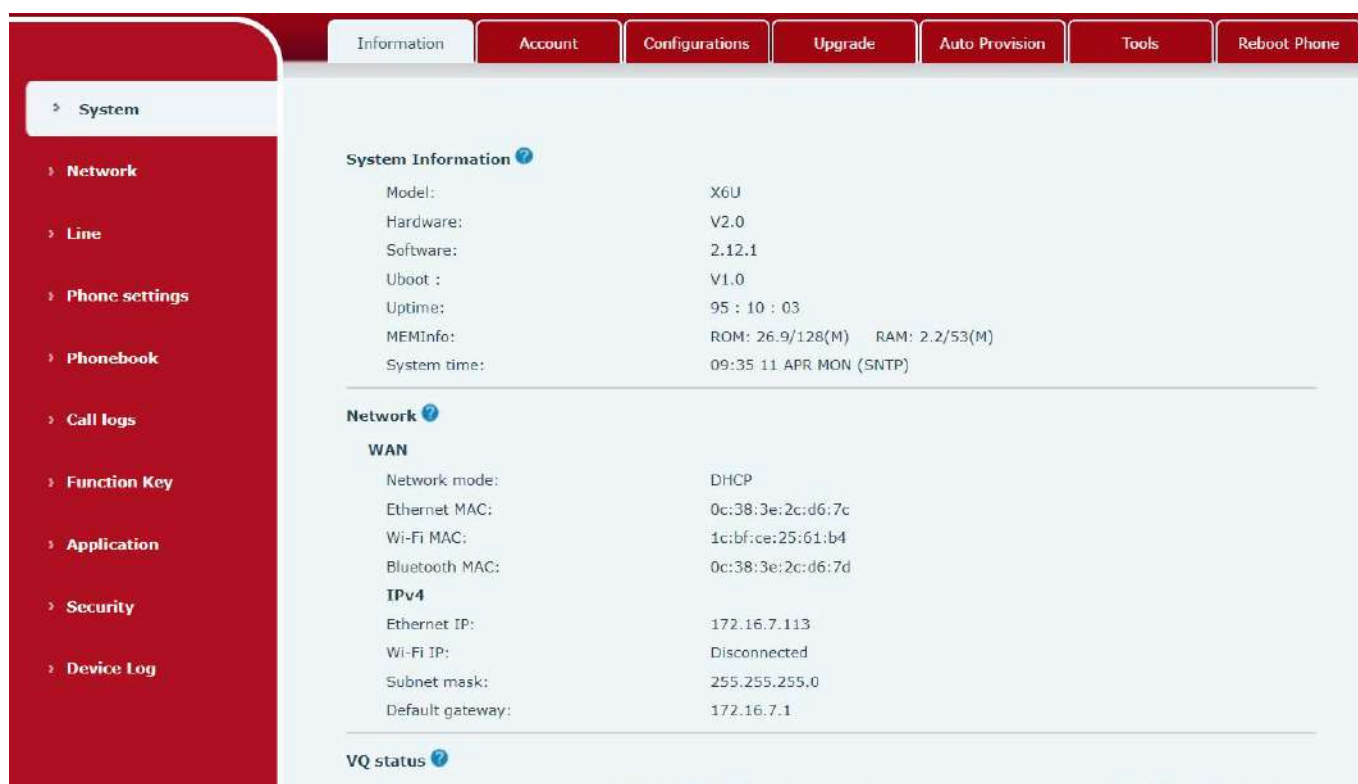 Information Account Configurations Upgrade Auto Provision Tools Reboot Phone
System
Network
Line
Phone settings
Phonebook
Call logs
Function Key
Application
Security
Device Log
System Information
Model: X6U
Hardware: V2.0
Software: 2.12.1
Uboot : V1.0
Uptime: 95 : 10 : 03
MEMInfo: ROM: 26.9/128(M) RAM: 2.2/53(M)
System time: 09:35 11 APR MON (SNTP)
Network
WAN
Network mode: DHCP
Ethernet MAC: 0c:38:3e:2c:d6:7c
Wi-Fi MAC: 1c:bf:ce:25:61:b4
Bluetooth MAC: 0c:38:3e:2c:d6:7d
IPv4
Ethernet IP: 172.16.7.113
Wi-Fi IP: Disconnected
Subnet mask: 255.255.255.0
Default gateway: 172.16.7.1
VQ status